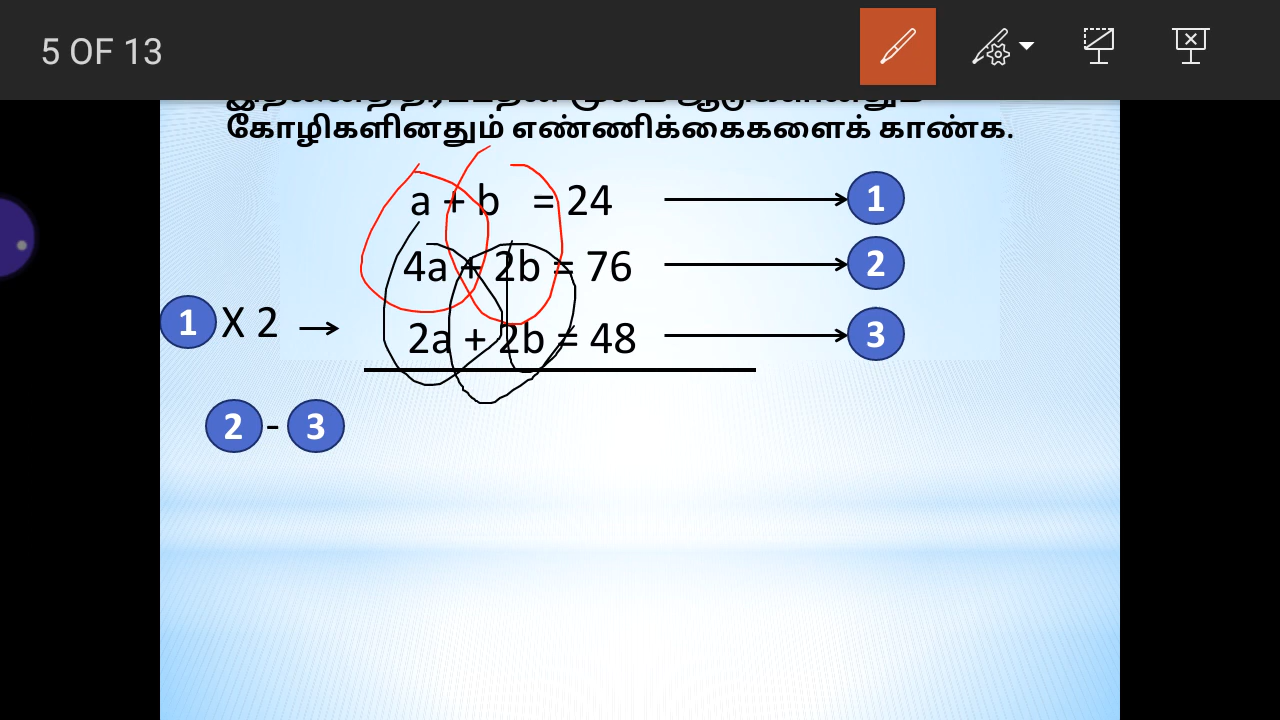 5 OF 13
கோழிகளினதும் எண்ணிக்கைகளைக் காண்க.
a + b = 24 1
4a + 2b = 76 2
1 X 2 → 2a + 2b = 48 3
2 - 3